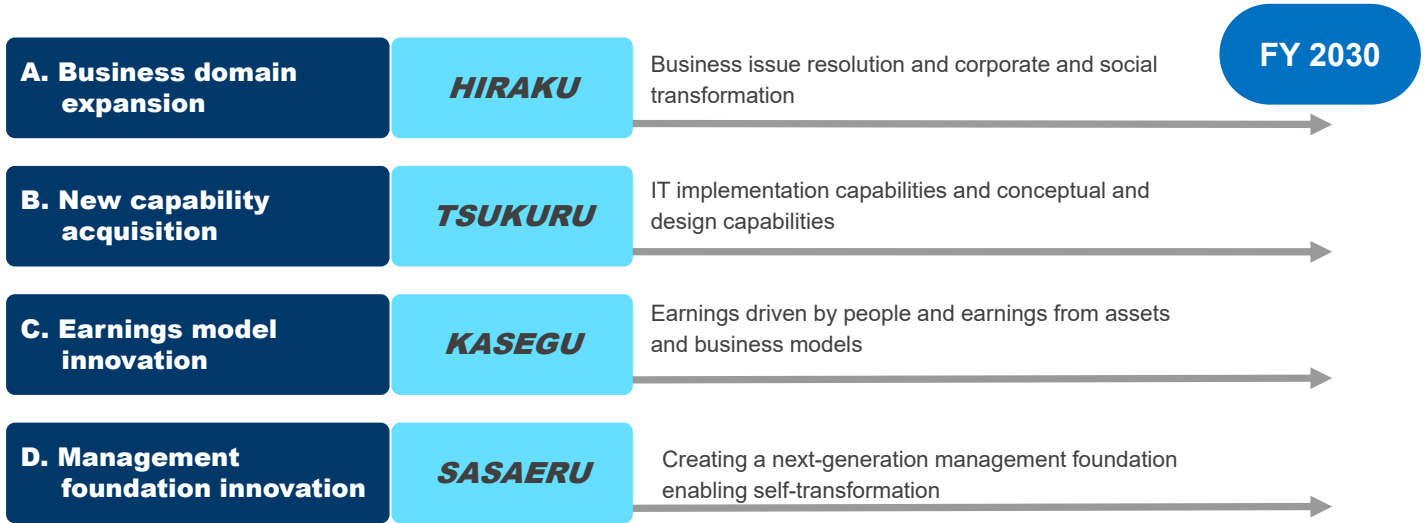 FY 2030
A. Business domain
expansion
HIRAKU
Business issue resolution and corporate and social
transformation
B. New capability
acquisition
TSUKURU
IT implementation capabilities and conceptual and
design capabilities
C. Earnings model
innovation
KASEGU
Earnings driven by people and earnings from assets
and business models
D. Management
foundation innovation
SASAERU
Creating a next-generation management foundation
enabling self-transformation